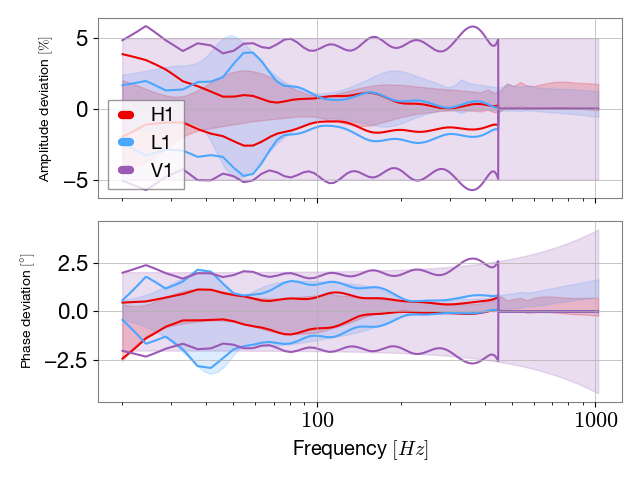 Amplitude deviation [%]
5
0
−5
H1
L1
V1
Phase deviation [°]
2.5
0.0
−2.5
100
1000
Frequency [Hz]